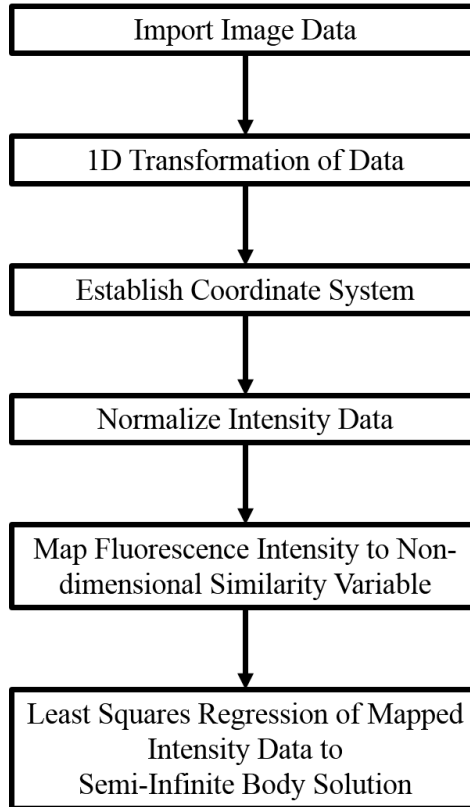 Import Image Data
1D Transformation of Data
Establish Coordinate System
Normalize Intensity Data
Map Fluorescence Intensity to Non-
dimensional Similarity Variable
Least Squares Regression of Mapped
Intensity Data to
Semi-Infinite Body Solution